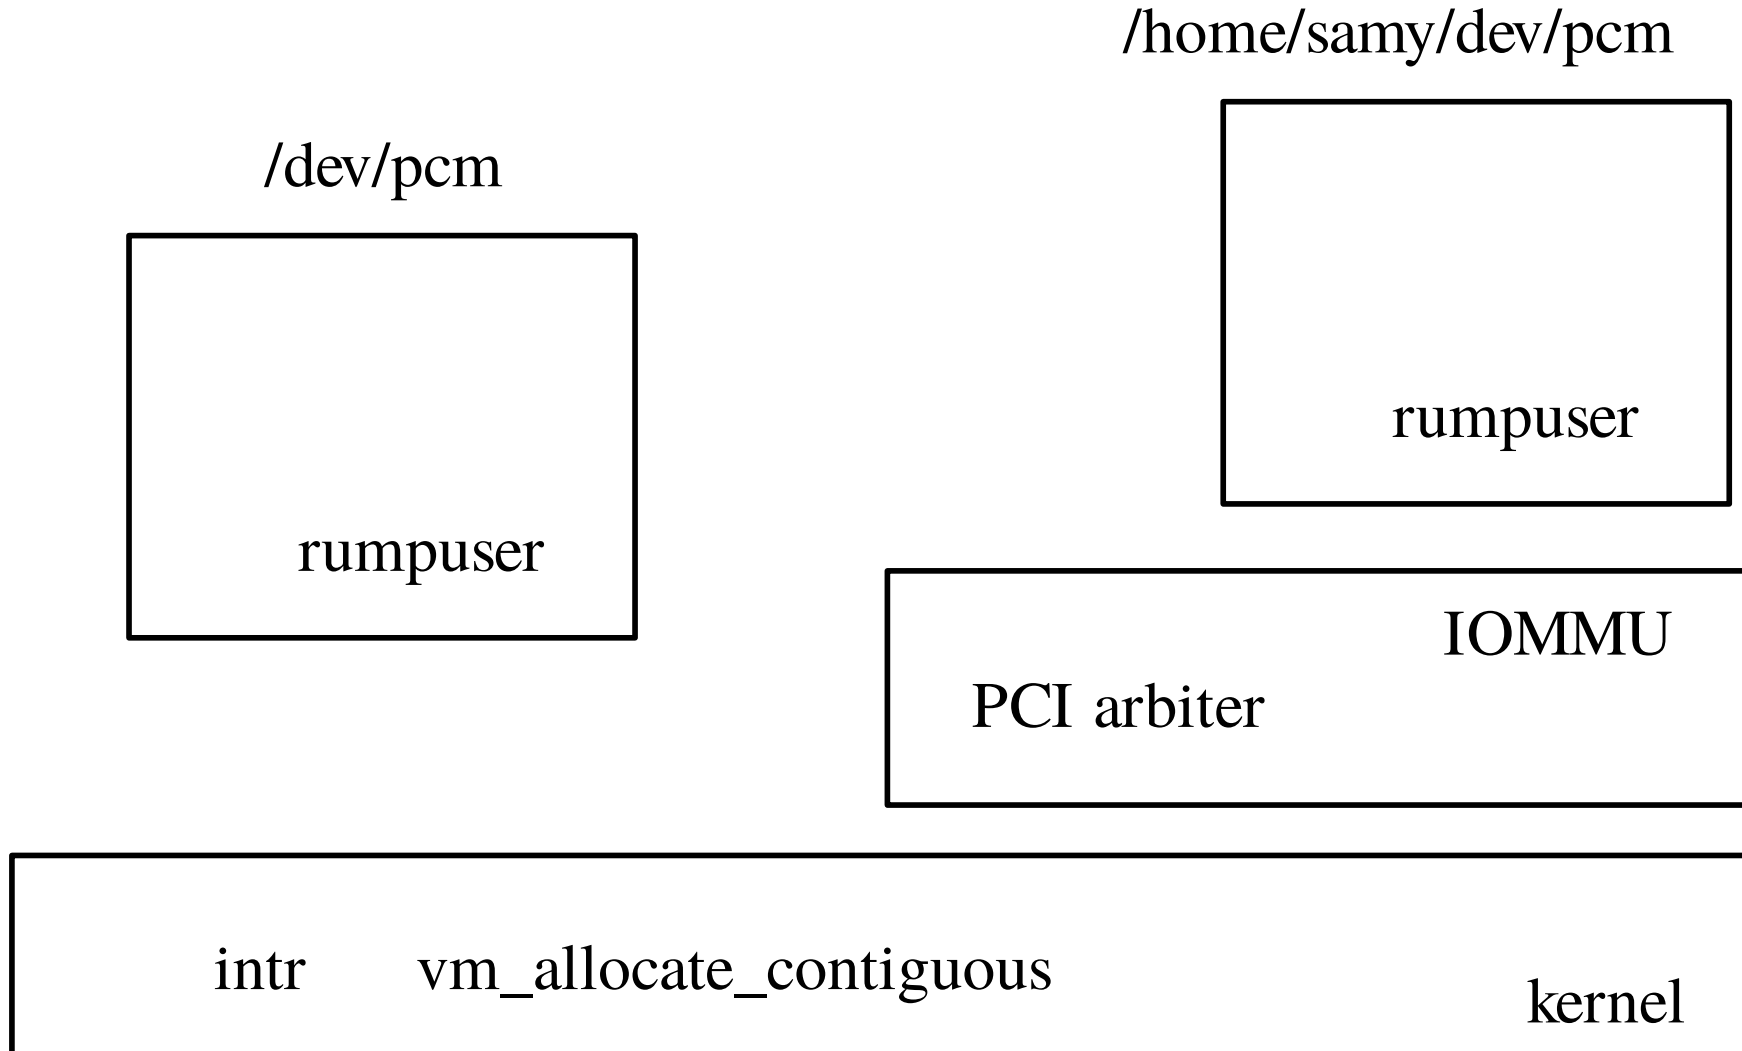 /home/samy/dev/pcm
/dev/pcm
rumpuser
rumpuser
IOMMU
PCI arbiter
intr vm_allocate_contiguous
kernel